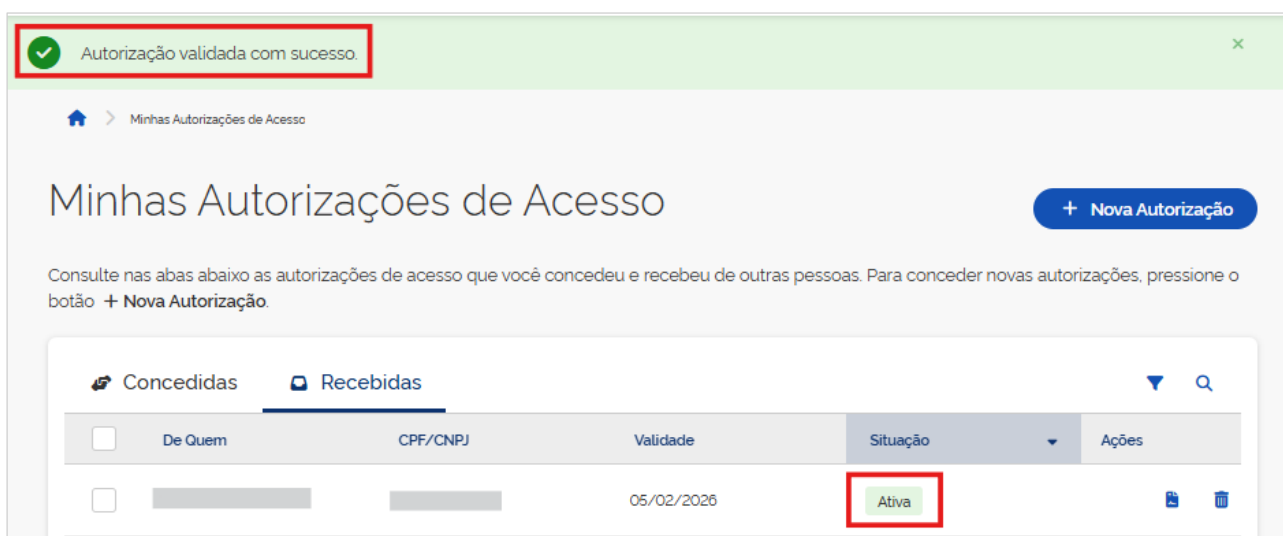 Autorização validada com sucesso.
×
Minhas Autorizações de Acesso
Minhas Autorizações de Acesso
+ Nova Autorização
Consulte nas abas abaixo as autorizações de acesso que você concedeu e recebeu de outras pessoas. Para conceder novas autorizações, pressione o
botão + Nova Autorização.
Concedidas Recebidas
De Quem CPF/CNPJ Validade Situação Ações
05/02/2026 Ativa